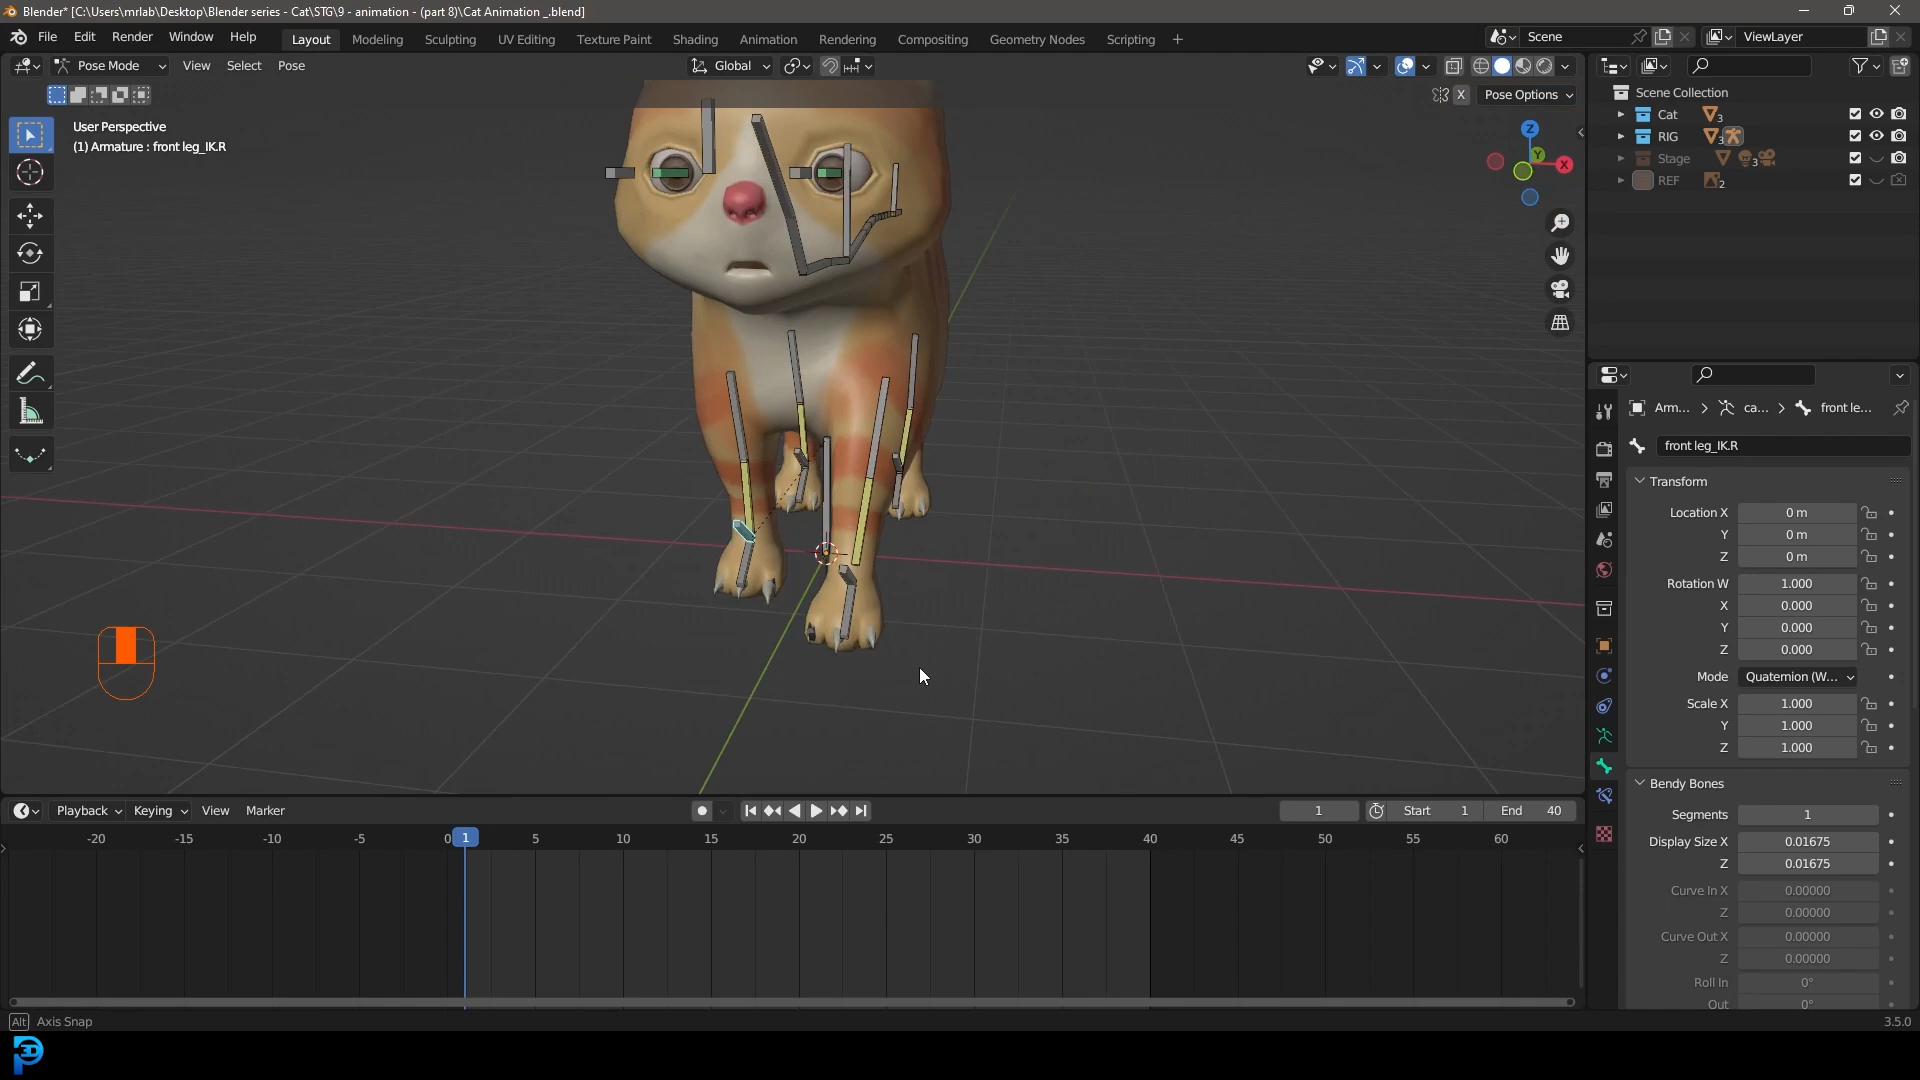 Blender* [C:\Users\mrlab\Desktop\Blender series - Cat\STG\9 - animation - (part 8)\Cat Animation _.blend]
File Edit Render Window Help Layout Modeling Sculpting UV Editing Texture Paint Shading Animation Rendering Compositing Geometry Nodes Scripting + Scene ViewLayer
Pose Mode View Select Pose Global
X Pose Options
User Perspective
(1) Armature : front leg_IK.R
Z
Y
X
Scene Collection
Cat 3
RIG 3
Stage 3
REF 2
Arm... > ca... > front le...
front leg_IK.R
Transform
Location X 0 m
Y 0 m
Z 0 m
Rotation W 1.000
X 0.000
Y 0.000
Z 0.000
Mode Quaternion (W...
Scale X 1.000
Y 1.000
Z 1.000
Bendy Bones
Segments 1
Display Size X 0.01675
Z 0.01675
Curve In X 0.00000
Z 0.00000
Curve Out X 0.00000
Z 0.00000
Roll In 0°
Out 0°
Playback Keying View Marker 1 Start 1 End 40
-20 -15 -10 -5 0 1 5 10 15 20 25 30 35 40 45 50 55 60
Alt Axis Snap 3.5.0
P3D